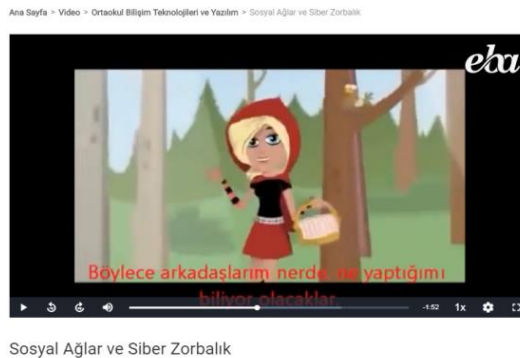 Ana Sayfa > Video > Ortaokul Bilişim Teknolojileri ve Yazılım > Sosyal Ağlar ve Siber Zorbalık
eba
Böylece arkadaşlarım nerde, ne yaptığımı
biliyor olacaklar.
-1:52 1x
Sosyal Ağlar ve Siber Zorbalık